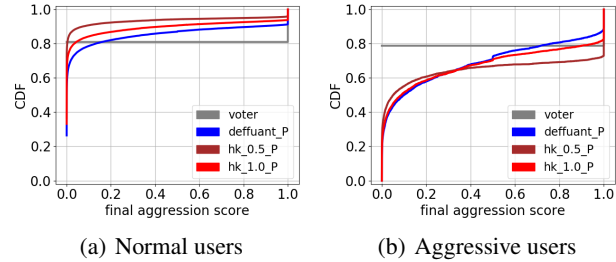 1.0
0.8
0.6
0.4
0.2
0.0
CDF
voter
deffuant_P
hk_0.5_P
hk_1.0_P
0.0 0.2 0.4 0.6 0.8 1.0
final aggression score
(a) Normal users
1.0
0.8
0.6
0.4
0.2
0.0
CDF
voter
deffuant_P
hk_0.5_P
hk_1.0_P
0.0 0.2 0.4 0.6 0.8 1.0
final aggression score
(b) Aggressive users